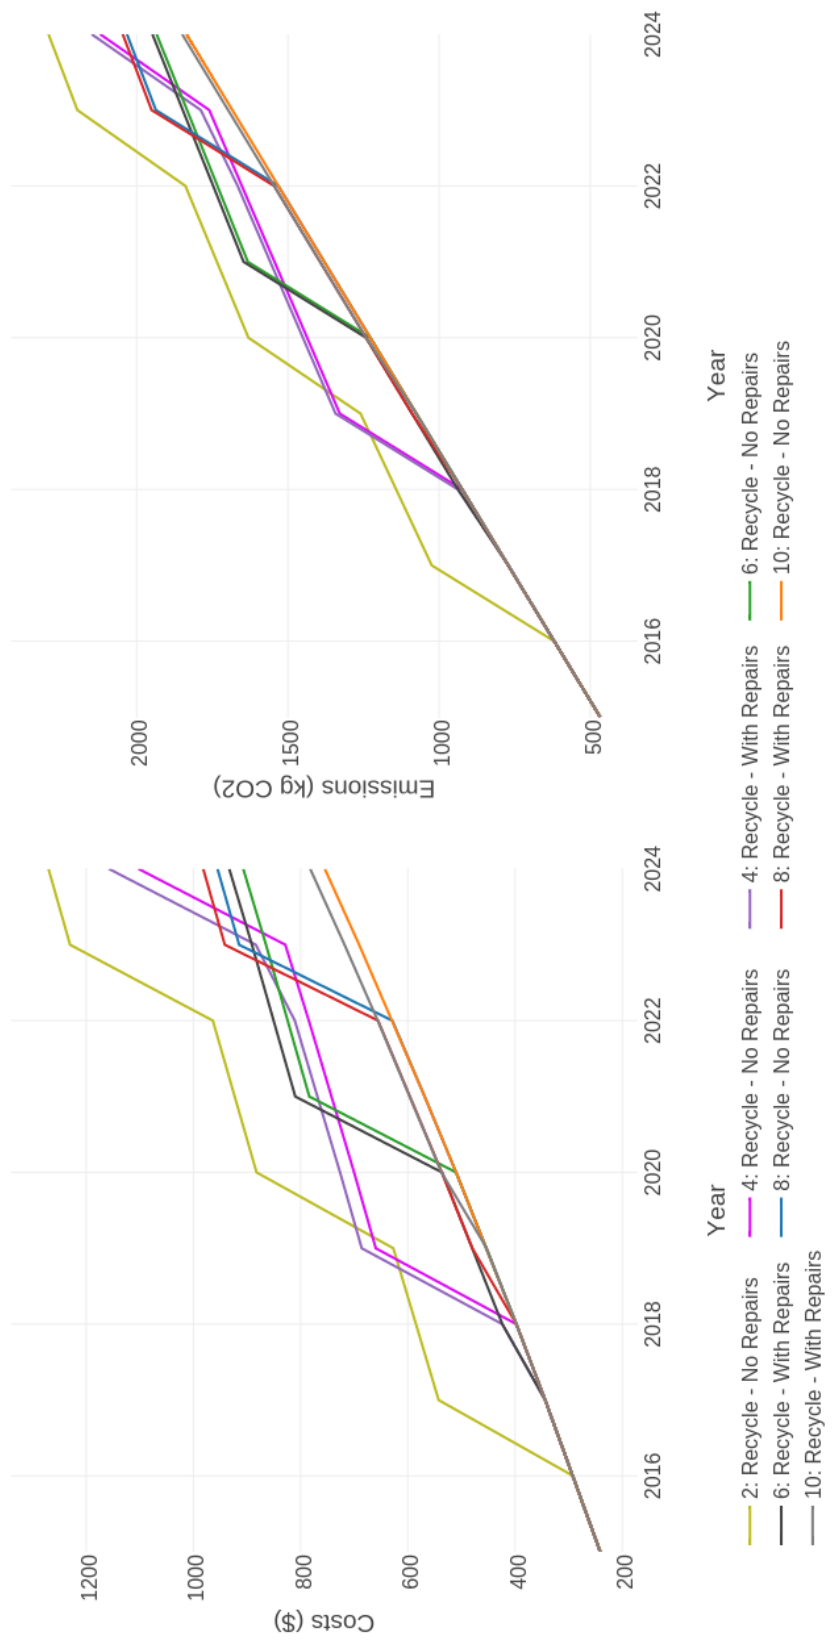 Costs ($)
1200
1000
800
600
400
200
2016
2018
2020
2022
2024
Year
Emissions (kg CO2)
2000
1500
1000
500
2016
2018
2020
2022
2024
Year
2: Recycle - No Repairs
4: Recycle - No Repairs
4: Recycle - With Repairs
6: Recycle - No Repairs
6: Recycle - With Repairs
8: Recycle - No Repairs
8: Recycle - With Repairs
10: Recycle - No Repairs
10: Recycle - With Repairs